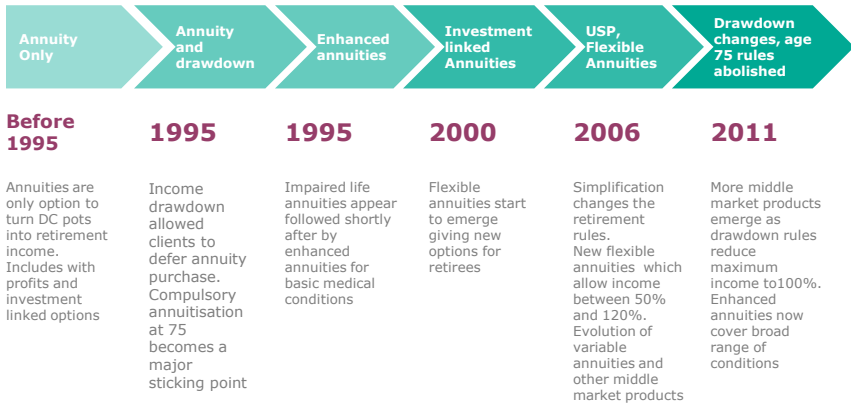 Annuity
Only
Annuity
and
drawdown
Enhanced
annuities
Investment
linked
Annuities
USP,
Flexible
Annuities
Drawdown
changes, age
75 rules
abolished
Before
1995
1995
1995
2000
2006
2011
Annuities are
only option to
turn DC pots
into retirement
income.
Includes with
profits and
investment
linked options
Income
drawdown
allowed
clients to
defer annuity
purchase.
Compulsory
annuitisation
at 75
becomes a
major
sticking point
Impaired life
annuities appear
followed shortly
after by
enhanced
annuities for
basic medical
conditions
Flexible
annuities start
to emerge
giving new
options for
retirees
Simplification
changes the
retirement
rules.
New flexible
annuities which
allow income
between 50%
and 120%.
Evolution of
variable
annuities and
other middle
market products
More middle
market products
emerge as
drawdown rules
reduce
maximum
income to100%.
Enhanced
annuities now
cover broad
range of
conditions